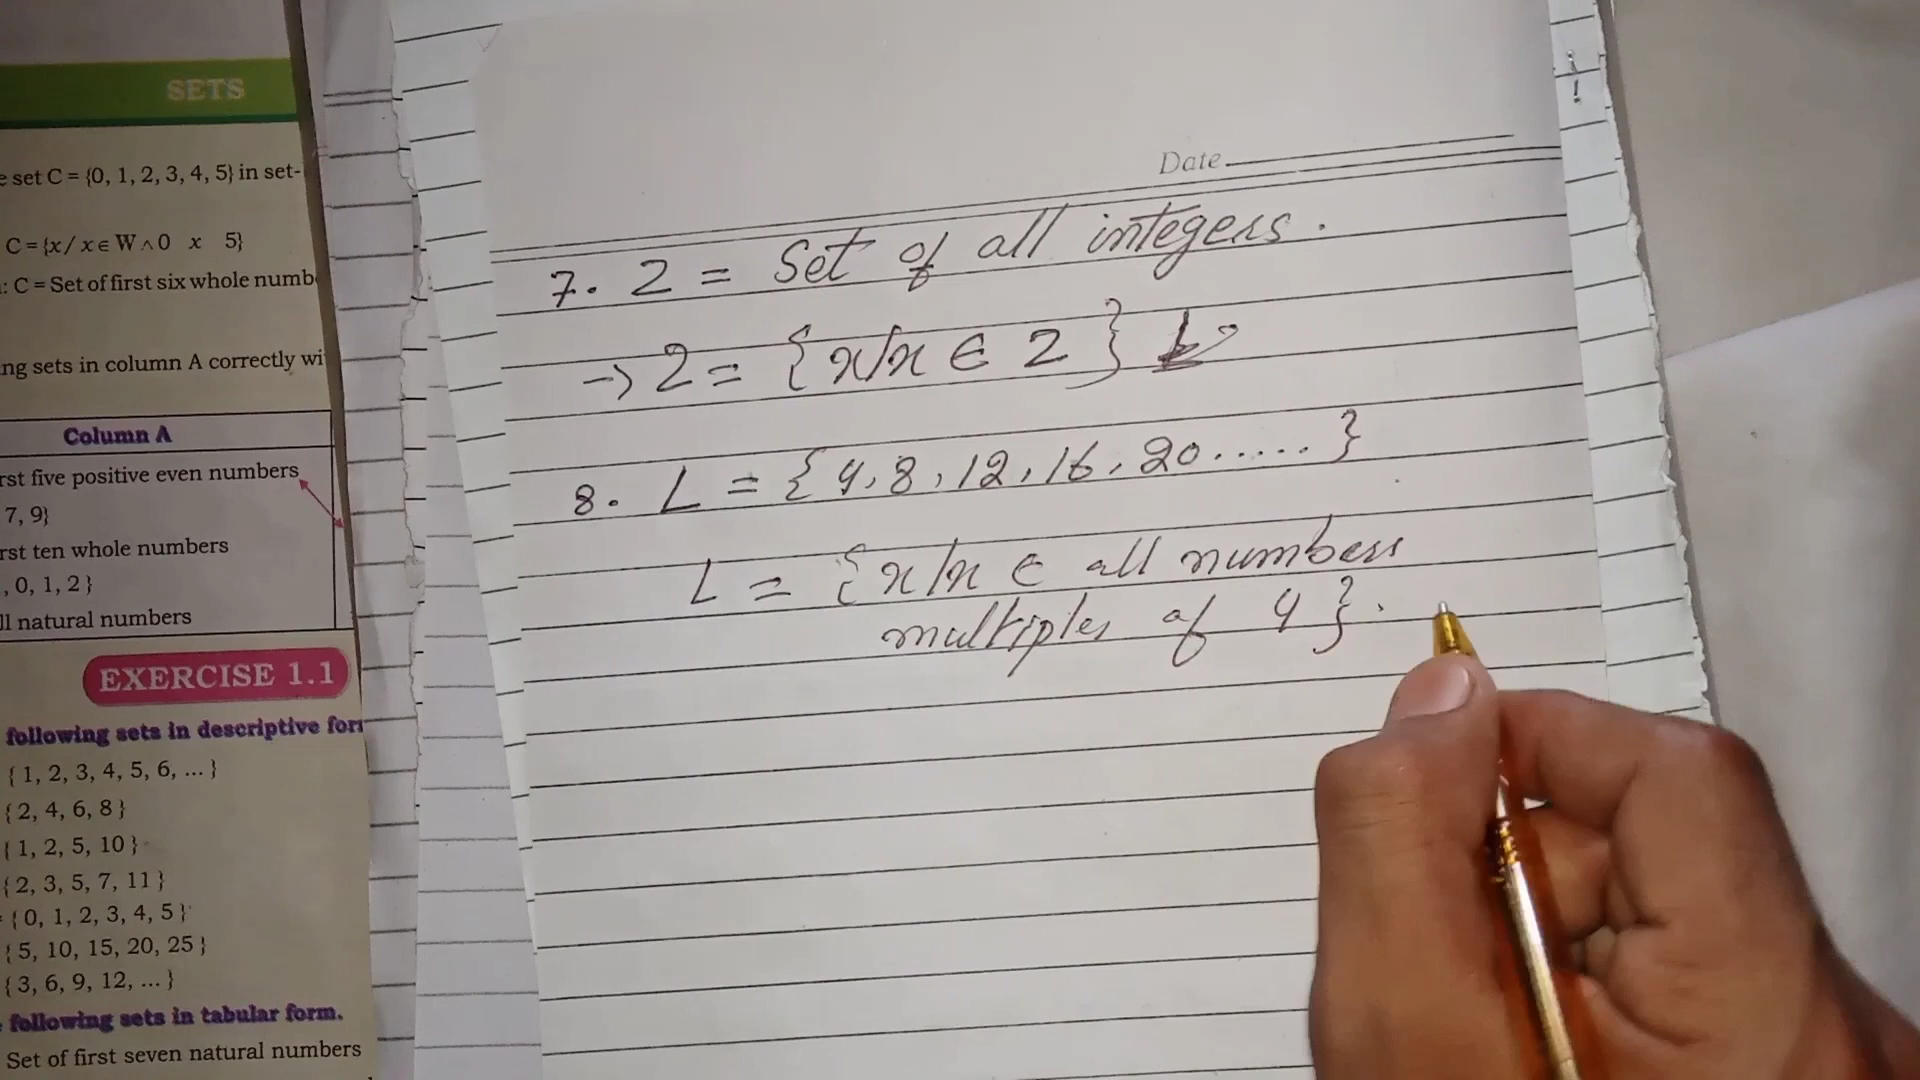 SETS
e set C = {0, 1, 2, 3, 4, 5} in set-
C = {x / x ∈ W ∧ 0 x 5}
: C = Set of first six whole numb
ng sets in column A correctly wi
Column A
rst five positive even numbers
7, 9}
rst ten whole numbers
, 0, 1, 2 }
ll natural numbers
EXERCISE 1.1
following sets in descriptive for
{ 1, 2, 3, 4, 5, 6, ... }
{ 2, 4, 6, 8 }
{ 1, 2, 5, 10 }
{ 2, 3, 5, 7, 11 }
= { 0, 1, 2, 3, 4, 5 }
{ 5, 10, 15, 20, 25 }
{ 3, 6, 9, 12, ... }
following sets in tabular form.
Set of first seven natural numbers
Date
7. Z = Set of all integers.
→ Z = { x/x ∈ Z }
8. L = { 4, 8, 12, 16, 20 ..... }
L = { x/x ∈ all numbers
multiples of 4 }.